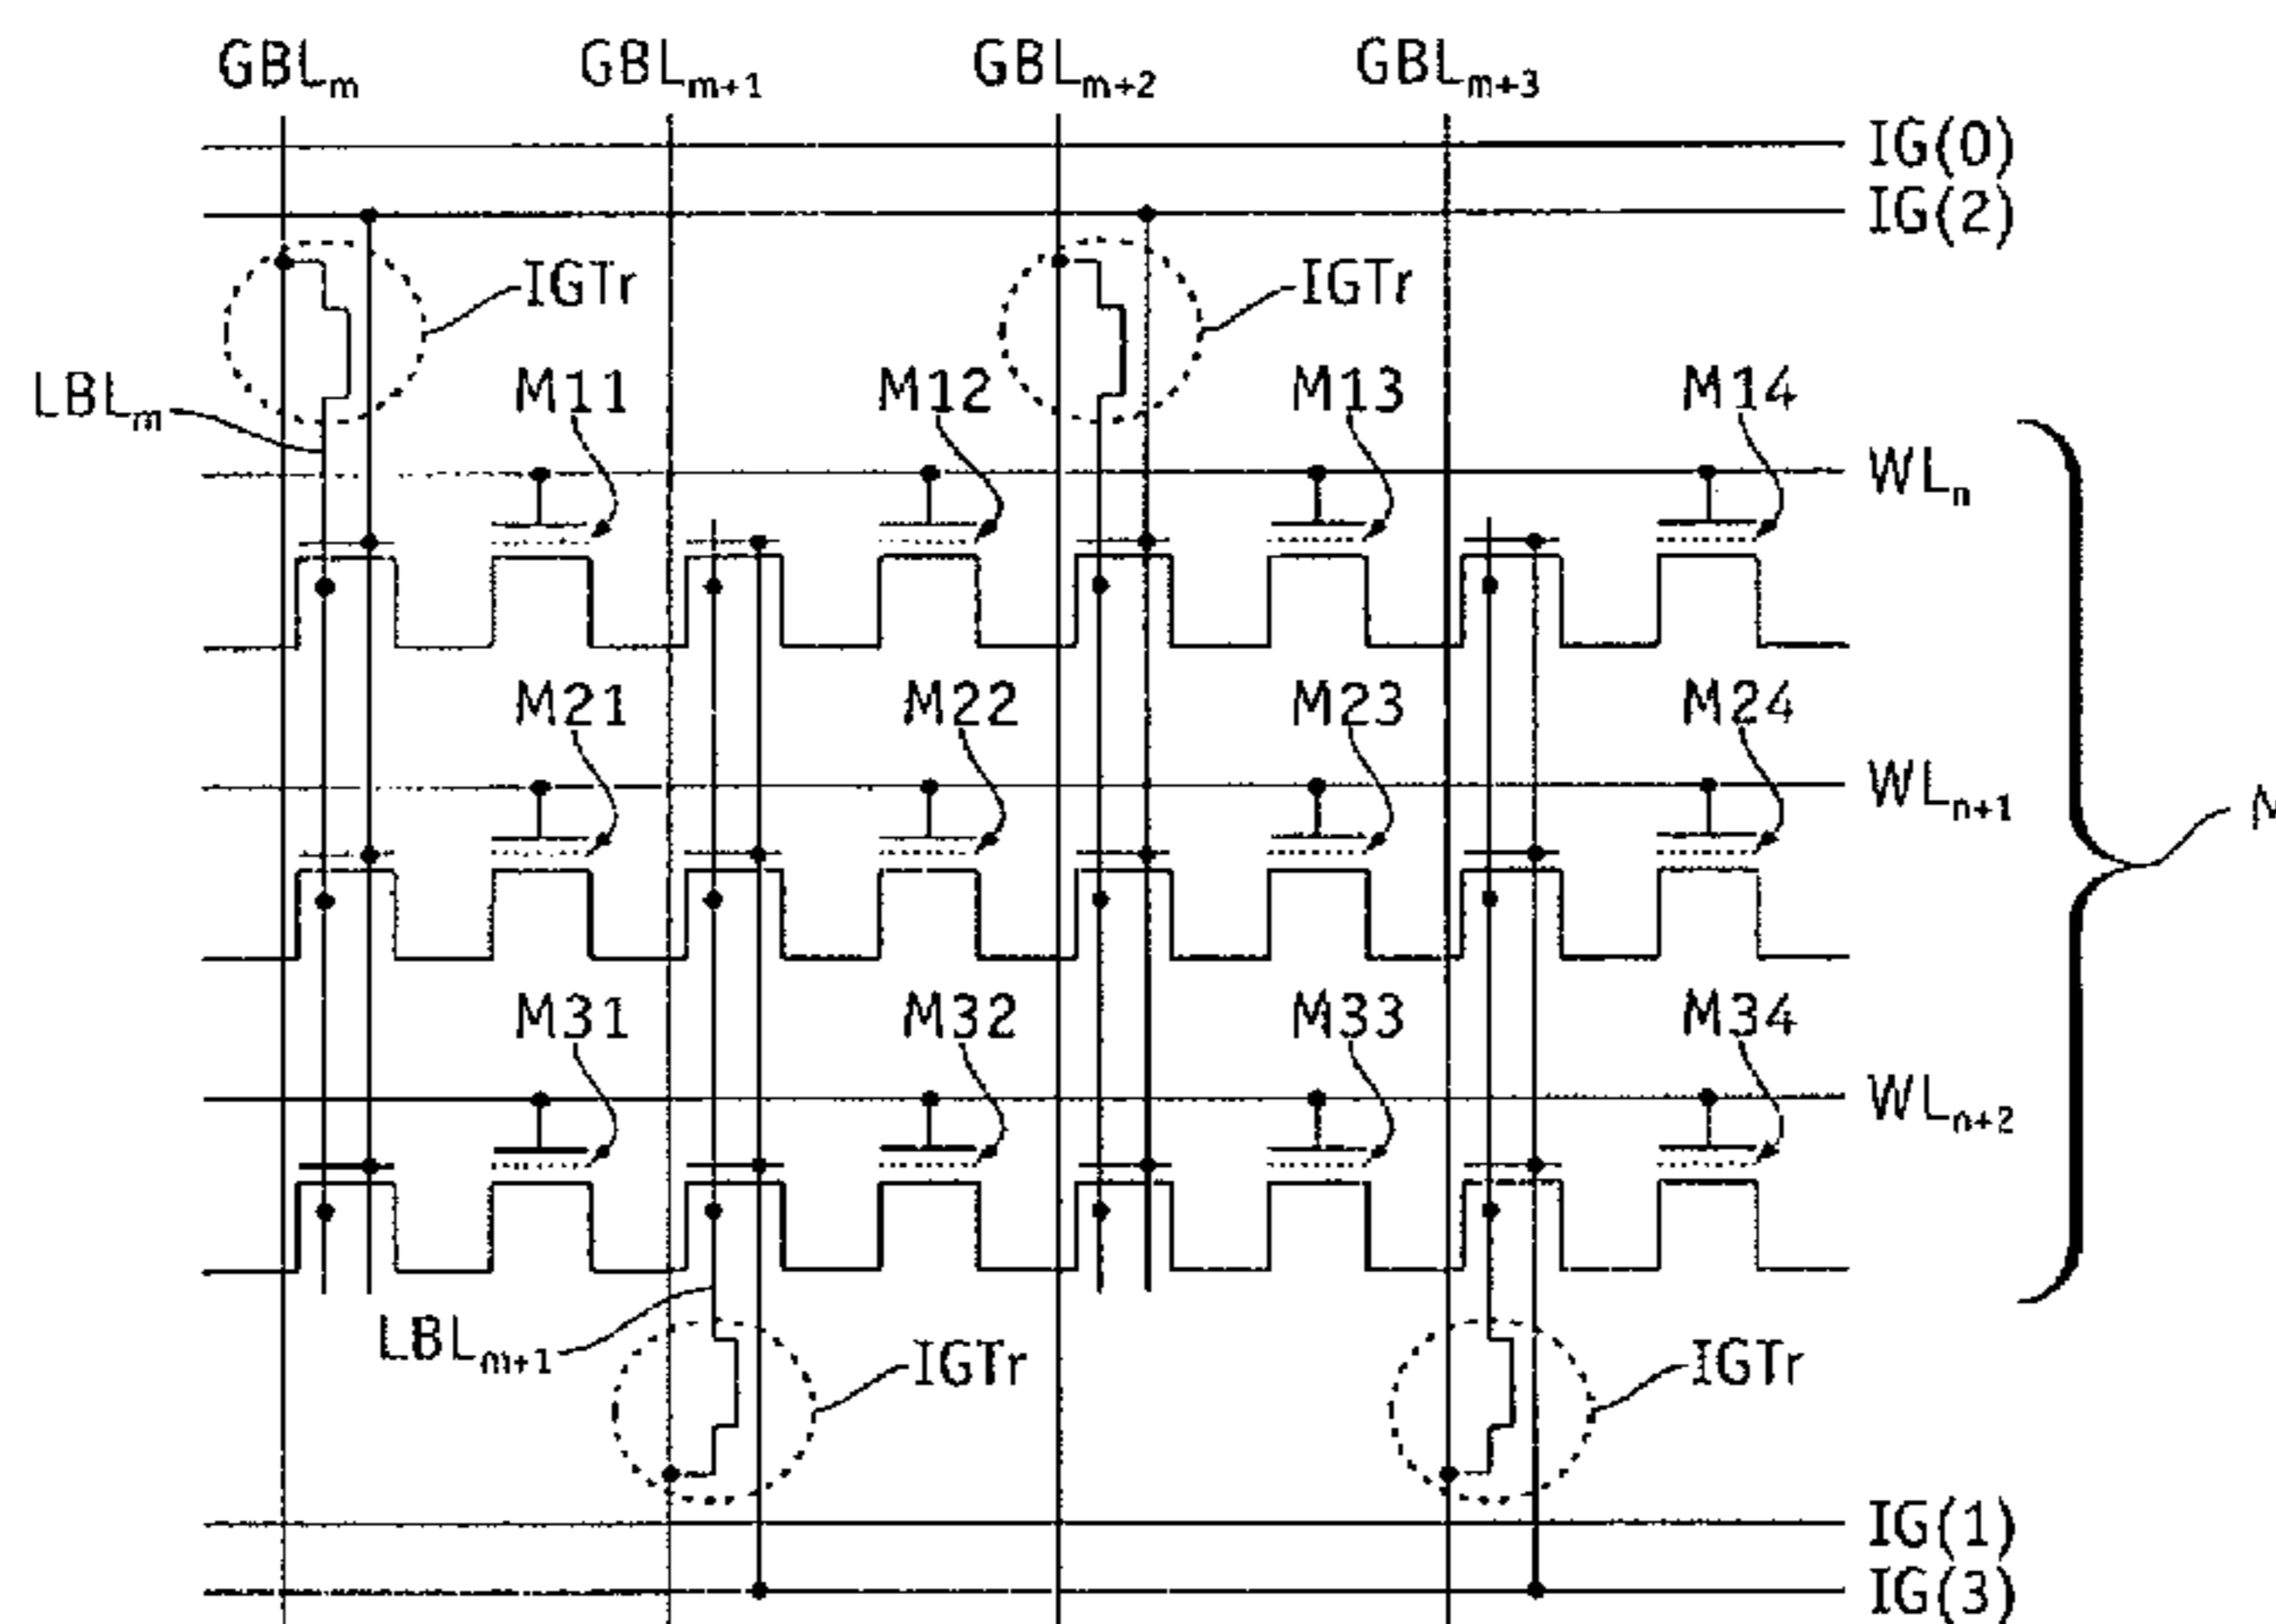 GBLm GBLm+1 GBLm+2 GBLm+3
IG(0)
IG(2)
IGTr IGTr
LBLm M11 M12 M13 M14
WLn
M21 M22 M23 M24
WLn+1
M31 M32 M33 M34
WLn+2
LBLm+1 IGTr IGTr
IG(1)
IG(3)